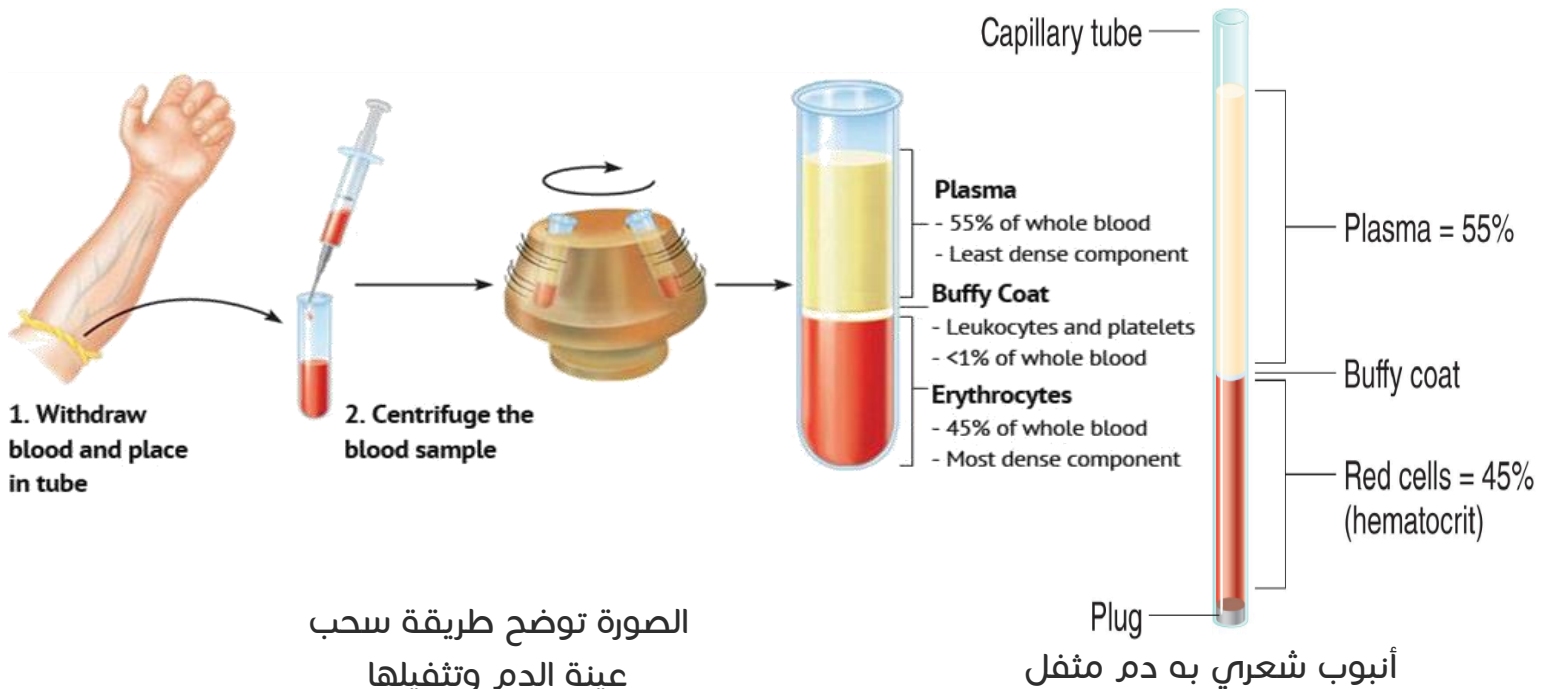 1. Withdraw
blood and place
in tube
2. Centrifuge the
blood sample
Plasma
- 55% of whole blood
- Least dense component
Buffy Coat
- Leukocytes and platelets
- <1% of whole blood
Erythrocytes
- 45% of whole blood
- Most dense component
Capillary tube
Plasma = 55%
Buffy coat
Red cells = 45%
(hematocrit)
Plug
الصورة توضح طريقة سحب
عينة الدم وتثفيلها
أنبوب شعري به دم مثفل